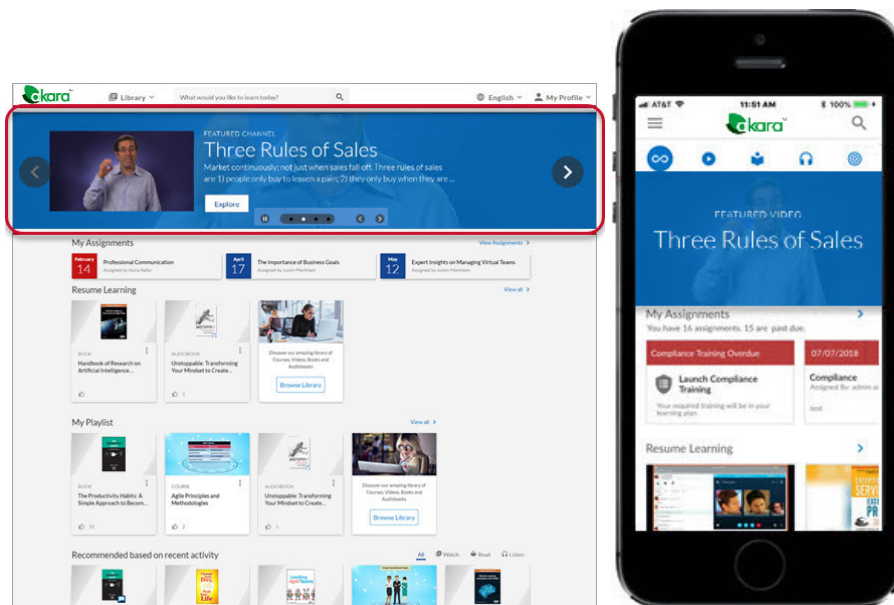 akara
Library
What would you like to learn today?
English
My Profile
FEATURED CHANNEL
Three Rules of Sales
Market continuously; not just when sales fall off. Three rules of sales
are 1) people only buy to lessen a pain; 2) they only buy when they are ...
Explore
My Assignments
View Assignments
February
14
Professional Communication
April
17
The Importance of Business Goals
May
12
Expert Insights on Managing Virtual Teams
Resume Learning
View all
BOOK
Handbook of Research on
Artificial Intelligence...
AUDIOBOOK
Unstoppable: Transforming
Your Mindset to Create...
1
Discover our amazing library of
Courses, Videos, Books and
Audiobooks
Browse Library
My Playlist
View all
BOOK
The Productivity Habits: A
Simple Approach to Becom...
COURSE
Agile Principles and
Methodologies
2
AUDIOBOOK
Unstoppable: Transforming
Your Mindset to Create...
Discover our amazing library of
Courses, Videos, Books and
Audiobooks
Browse Library
Recommended based on recent activity
All
Watch
Read
Listen
AT&T
11:51 AM
100%
akara
FEATURED VIDEO
Three Rules of Sales
My Assignments
You have 16 assignments. 15 are past due.
Compliance Training Overdue
Launch Compliance
Training
Your required training will be in your
learning plan.
07/07/2018
Compliance
Assigned By: admin
test
Resume Learning